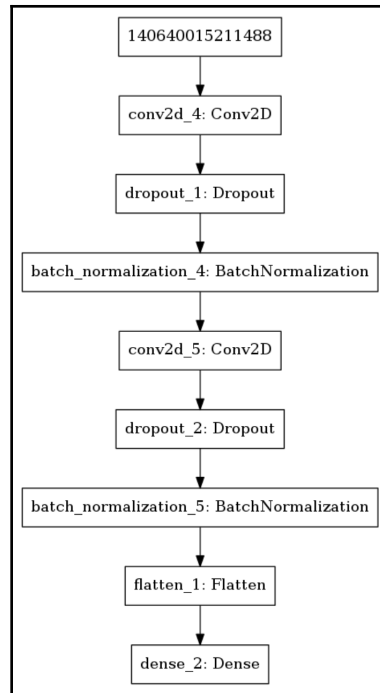 140640015211488
conv2d_4: Conv2D
dropout_1: Dropout
batch_normalization_4: BatchNormalization
conv2d_5: Conv2D
dropout_2: Dropout
batch_normalization_5: BatchNormalization
flatten_1: Flatten
dense_2: Dense